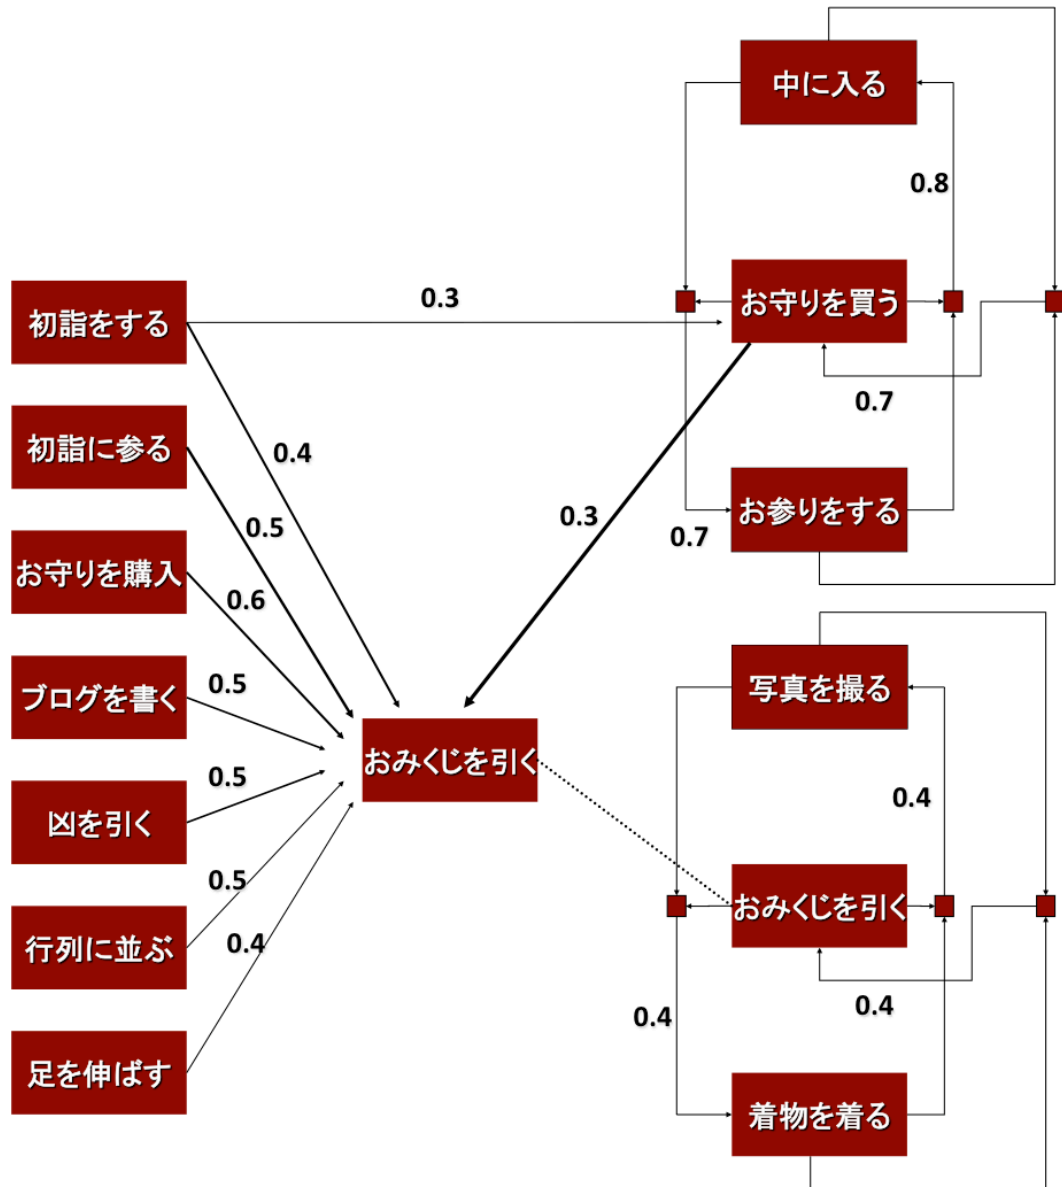 中に入る
0.8
初詣をする
0.3
お守りを買う
0.7
初詣に参る
0.4
0.5
0.3
お参りをする
0.7
お守りを購入
0.6
ブログを書く
0.5
おみくじを引く
写真を撮る
凶を引く
0.5
0.4
行列に並ぶ
0.5
0.4
おみくじを引く
0.4
0.4
足を伸ばす
着物を着る